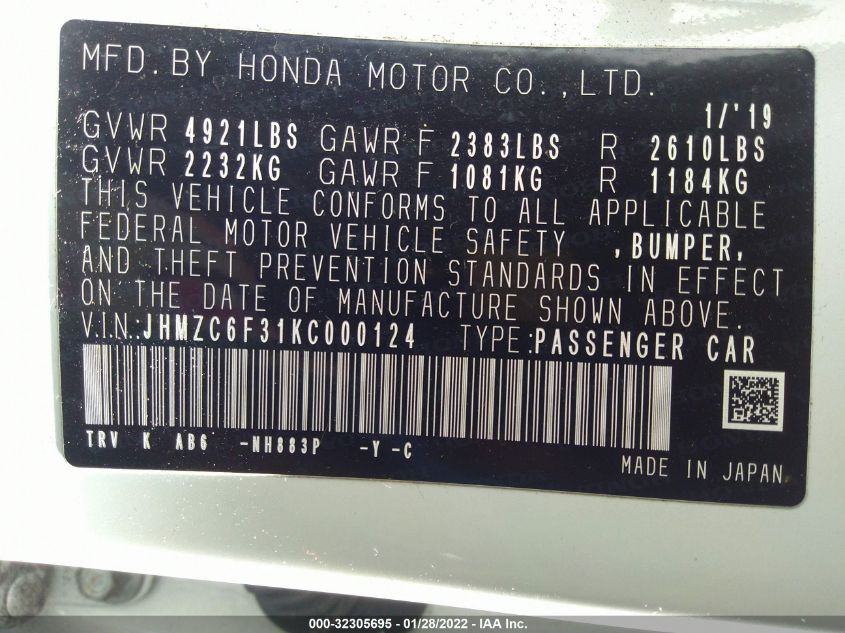 MFD. BY HONDA MOTOR CO.,LTD.
1/'19
GVWR 4921LBS GAWR F 2383LBS R 2610LBS
GVWR 2232KG GAWR F 1081KG R 1184KG
THIS VEHICLE CONFORMS TO ALL APPLICABLE
FEDERAL MOTOR VEHICLE SAFETY ,BUMPER,
AND THEFT PREVENTION STANDARDS IN EFFECT
ON THE DATE OF MANUFACTURE SHOWN ABOVE.
V.I.N.:JHMZC6F31KC000124 TYPE:PASSENGER CAR
TRV K AB6 -NH883P -Y -C
MADE IN JAPAN
000-32305695 - 01/28/2022 - IAA Inc.